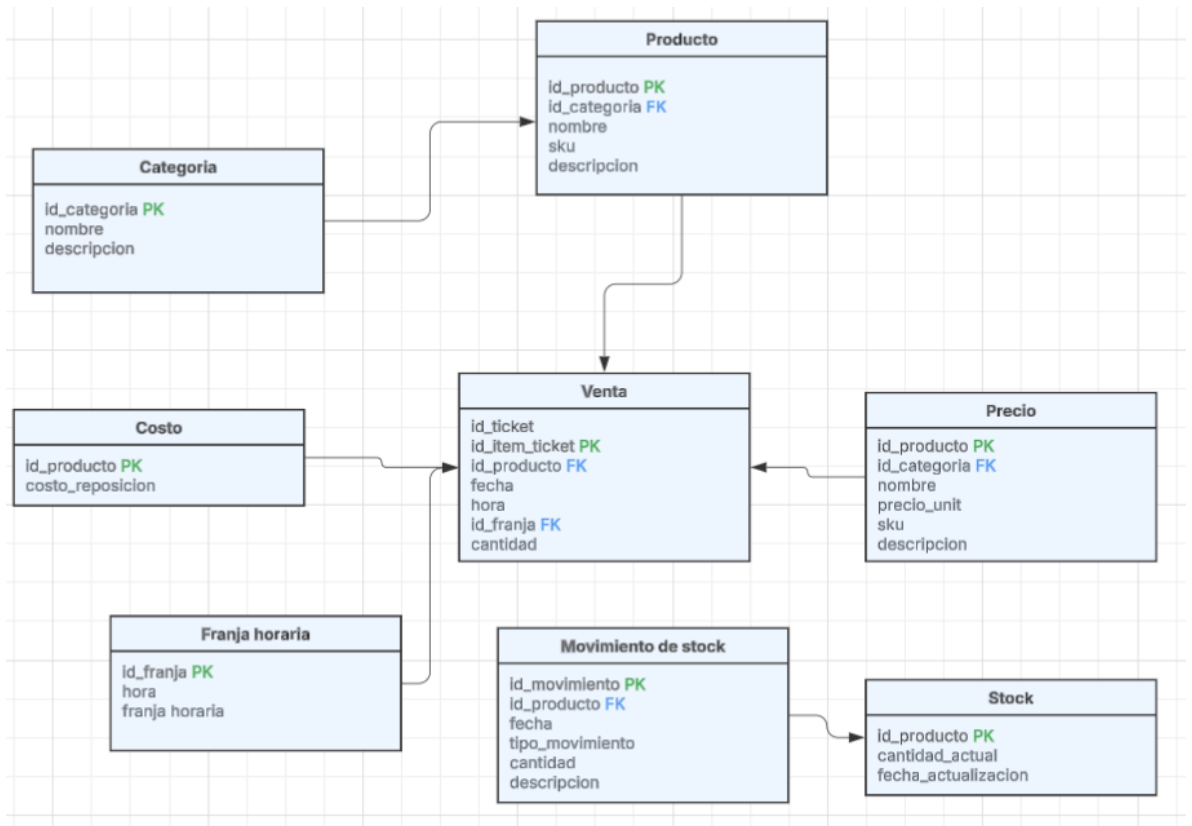 Producto
id_producto PK
id_categoria FK
nombre
sku
descripcion
Categoria
id_categoria PK
nombre
descripcion
Venta
id_ticket
id_item_ticket PK
id_producto FK
fecha
hora
id_franja FK
cantidad
Costo
id_producto PK
costo_reposicion
Precio
id_producto PK
id_categoria FK
nombre
precio_unit
sku
descripcion
Franja horaria
id_franja PK
hora
franja horaria
Movimiento de stock
id_movimiento PK
id_producto FK
fecha
tipo_movimiento
cantidad
descripcion
Stock
id_producto PK
cantidad_actual
fecha_actualizacion